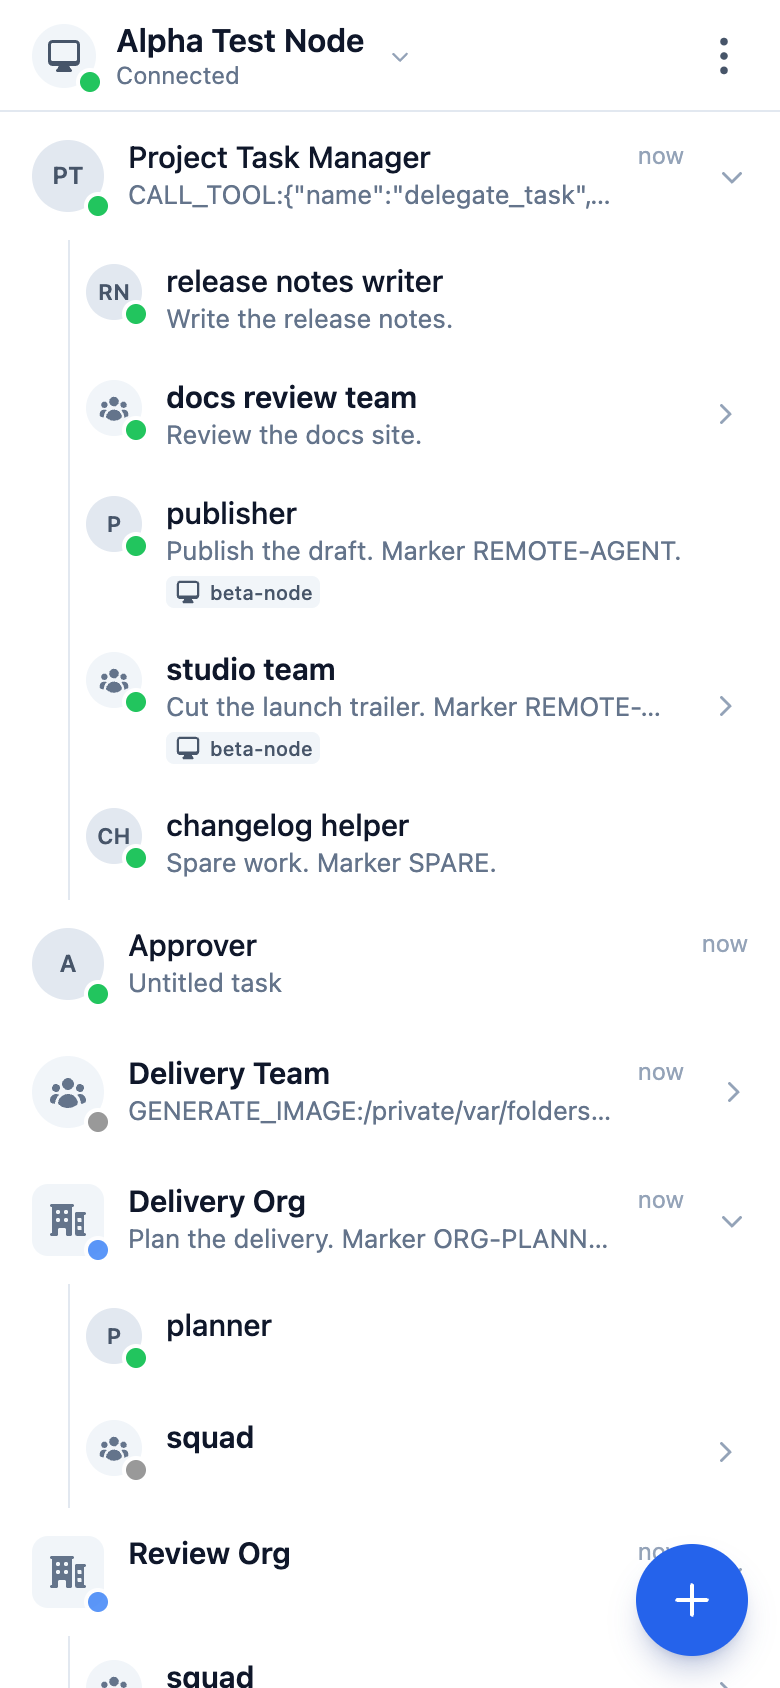 Alpha Test Node
Connected
PT
Project Task Manager
now
CALL_TOOL:{"name":"delegate_task",...
RN
release notes writer
Write the release notes.
docs review team
Review the docs site.
P
publisher
Publish the draft. Marker REMOTE-AGENT.
beta-node
studio team
Cut the launch trailer. Marker REMOTE-...
beta-node
CH
changelog helper
Spare work. Marker SPARE.
A
Approver
now
Untitled task
Delivery Team
now
GENERATE_IMAGE:/private/var/folders...
Delivery Org
now
Plan the delivery. Marker ORG-PLANN...
P
planner
squad
Review Org
squad